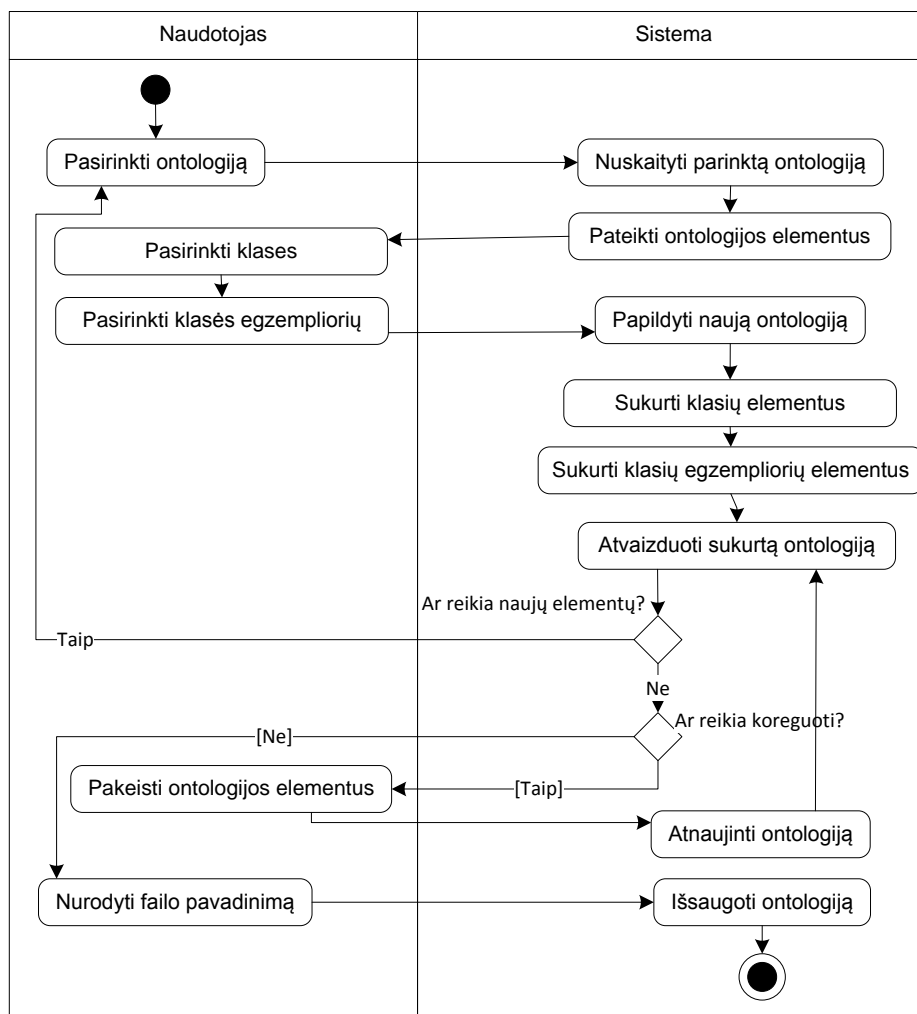 Naudotojas
Sistema
Pasirinkti ontologiją
Nuskaityti parinktą ontologiją
Pateikti ontologijos elementus
Pasirinkti klases
Pasirinkti klasės egzempliorių
Papildyti naują ontologiją
Sukurti klasių elementus
Sukurti klasių egzempliorių elementus
Atvaizduoti sukurtą ontologiją
Ar reikia naujų elementų?
Taip
Ne
Ar reikia koreguoti?
[Ne]
Pakeisti ontologijos elementus
[Taip]
Atnaujinti ontologiją
Nurodyti failo pavadinimą
Išsaugoti ontologiją